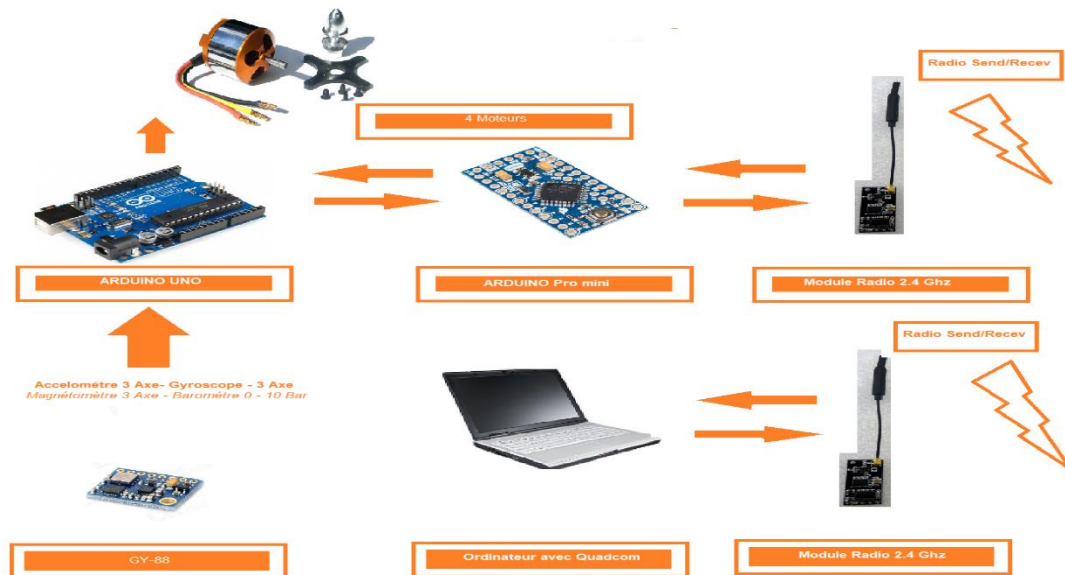 Radio Send/Recev
4 Moteurs
ARDUINO UNO
ARDUINO Pro mini
Module Radio 2.4 Ghz
Radio Send/Recev
Accelométre 3 Axe- Gyroscope - 3 Axe
Magnétomètre 3 Axe - Barométre 0 - 10 Bar
GY-88
Ordinateur avec Quadcom
Module Radio 2.4 Ghz